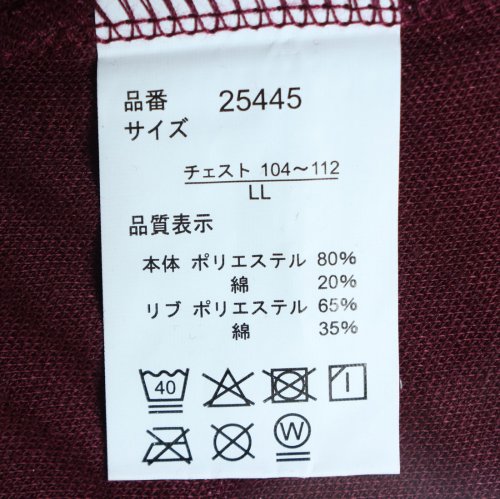 品番 25445
サイズ
チェスト 104～112
LL
品質表示
本体 ポリエステル 80%
綿 20%
リブ ポリエステル 65%
綿 35%
40
W